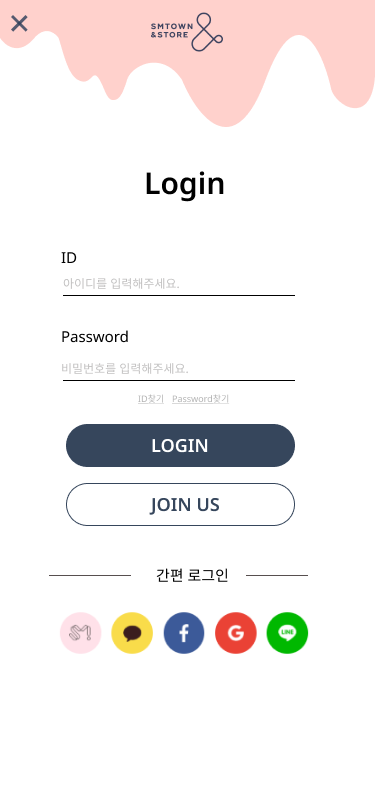 SMTOWN
&STORE
Login
ID
아이디를 입력해주세요.
Password
비밀번호를 입력해주세요.
ID찾기 Password찾기
LOGIN
JOIN US
간편 로그인
SM! f G LINE